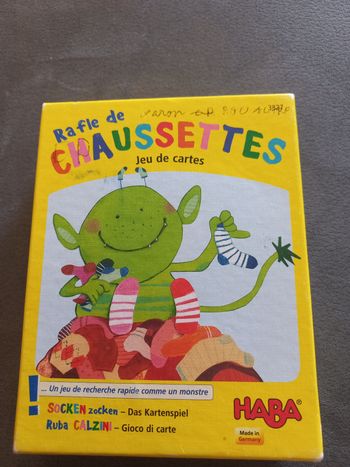 Rafle de
3827
CHAUSSETTES
Jeu de cartes
... Un jeu de recherche rapide comme un monstre
!
SOCKEN zocken – Das Kartenspiel
Ruba CALZINI – Gioco di carte
HABA®
Made in
Germany